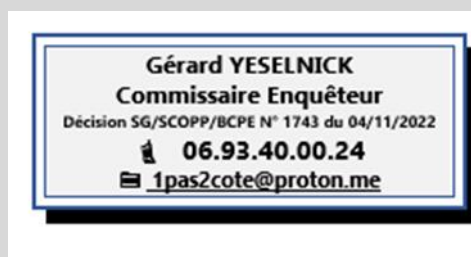 Gérard YESELNICK
Commissaire Enquêteur
Décision SG/SCOPP/BCPE N° 1743 du 04/11/2022
06.93.40.00.24
1pas2cote@proton.me